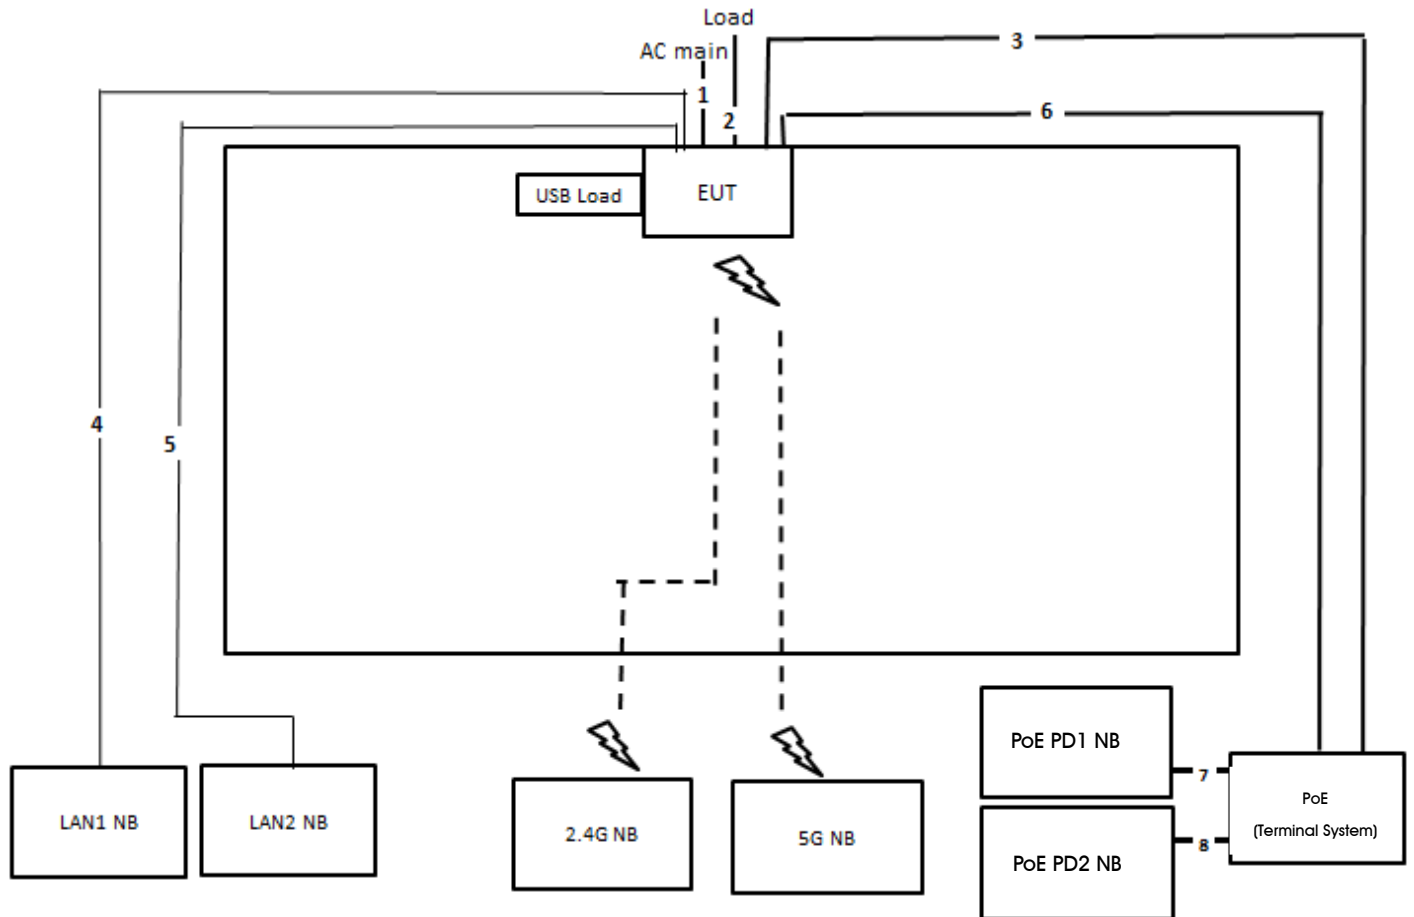 Load
AC main
3
1
2
6
USB Load
EUT
4
5
PoE PD1 NB
7
PoE
(Terminal System)
LAN1 NB
LAN2 NB
2.4G NB
5G NB
8
PoE PD2 NB